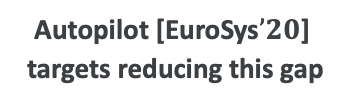 Autopilot [EuroSys’20]
targets reducing this gap